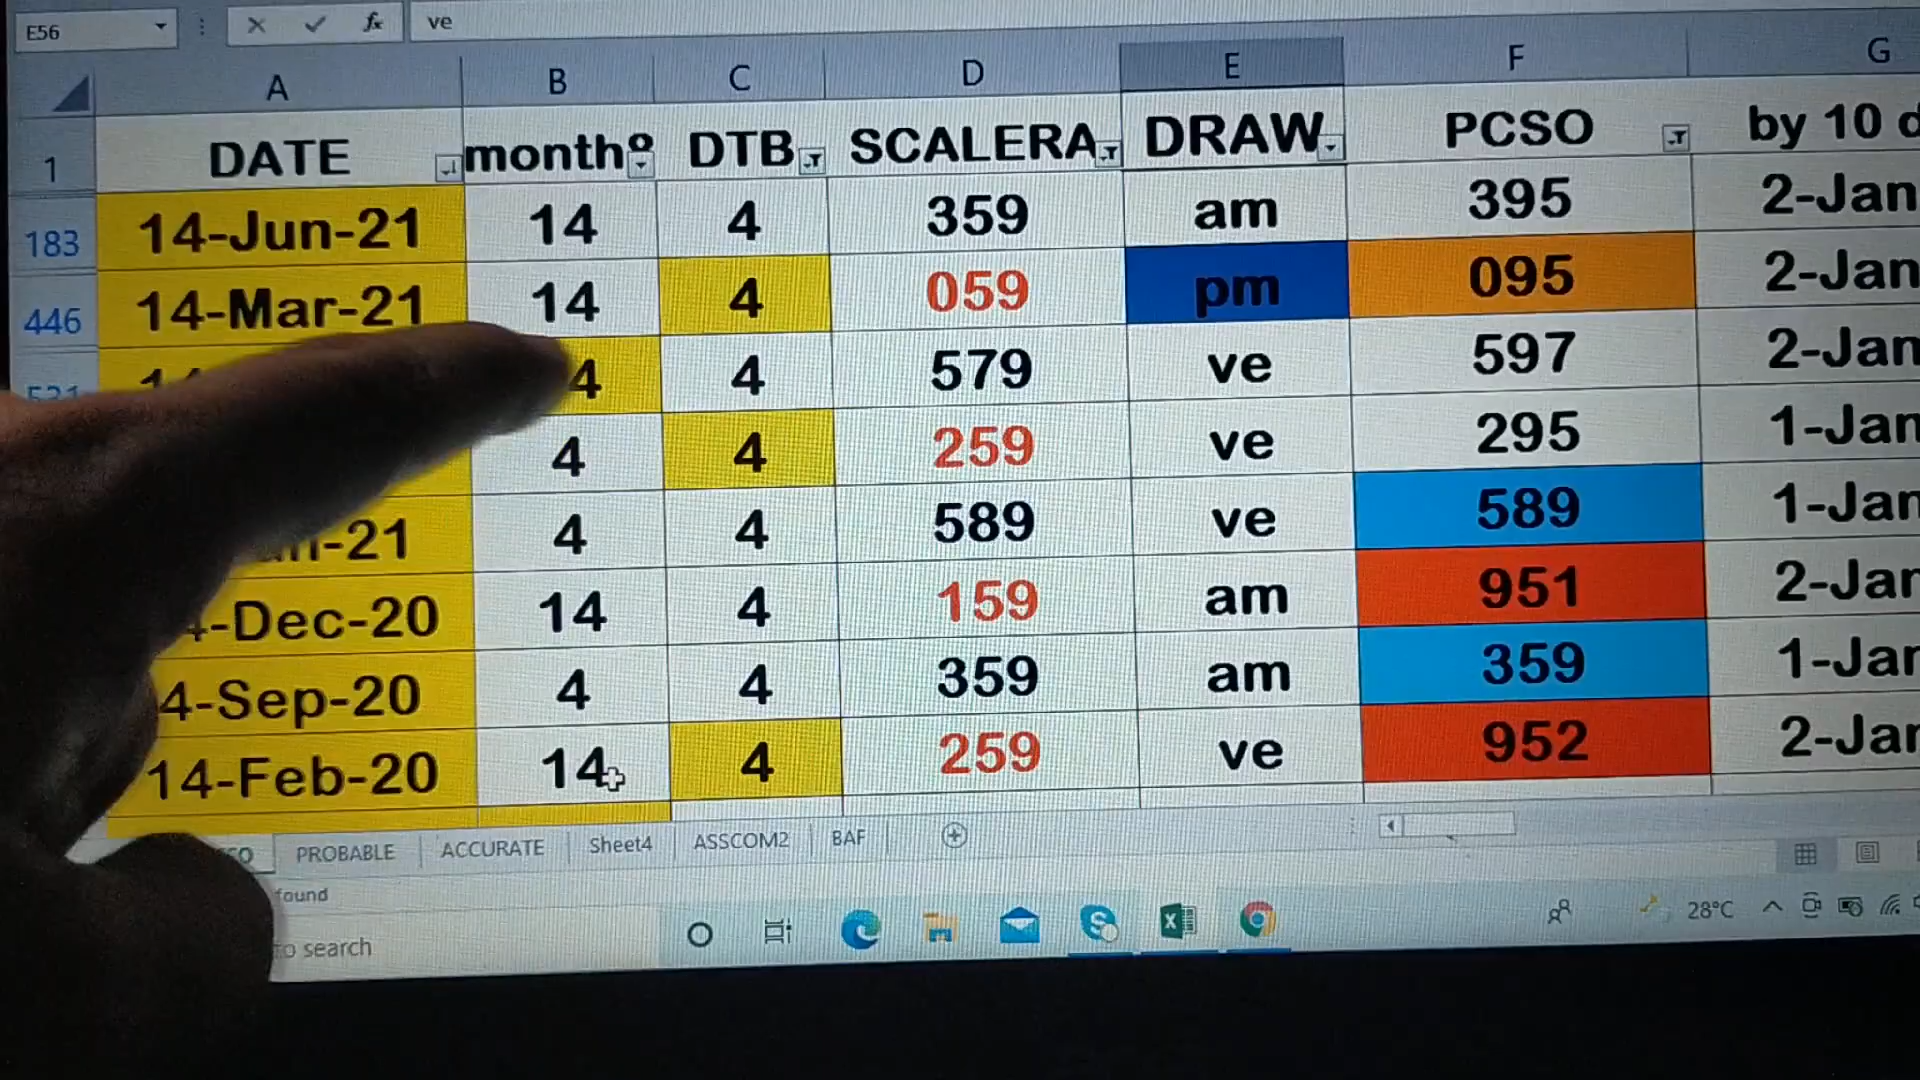 E56 ve
A B C D E F G
1 DATE month DTB SCALERA DRAW PCSO by 10 d
183 14-Jun-21 14 4 359 am 395 2-Jan
446 14-Mar-21 14 4 059 pm 095 2-Jan
4 4 579 ve 597 2-Jan
4 4 259 ve 295 1-Jan
-21 4 4 589 ve 589 1-Jan
-Dec-20 14 4 159 am 951 2-Jan
4-Sep-20 4 4 359 am 359 1-Jan
14-Feb-20 14 4 259 ve 952 2-Jan
PROBABLE ACCURATE Sheet4 ASSCOM2 BAF
found
to search 28°C